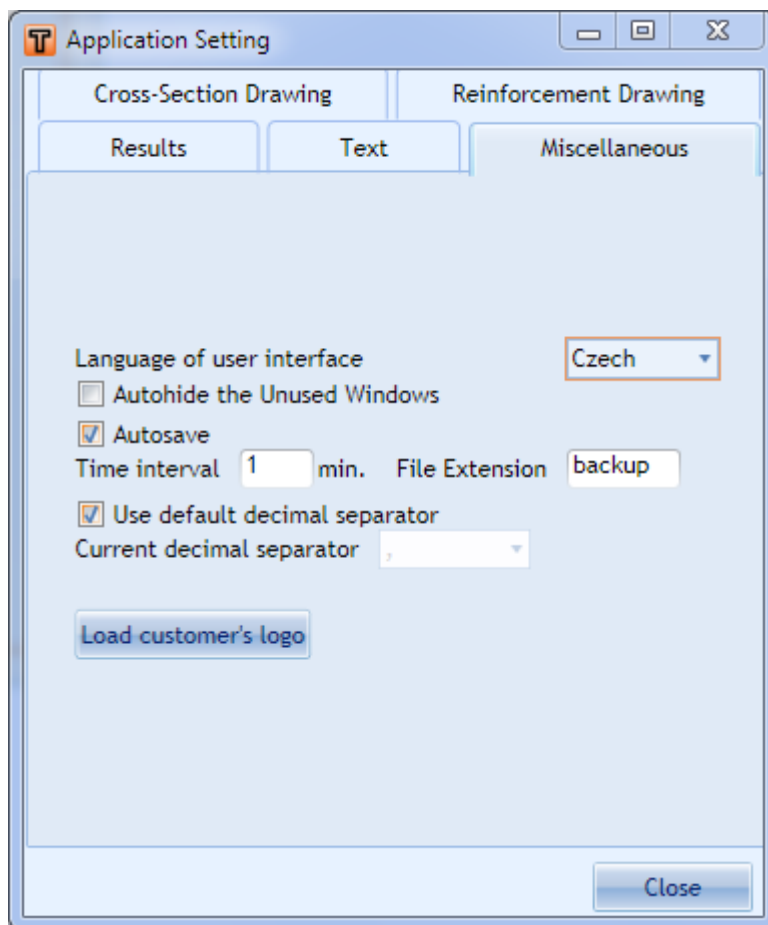 Application Setting
Cross-Section Drawing Reinforcement Drawing
Results Text Miscellaneous
Language of user interface Czech
Autohide the Unused Windows
Autosave
Time interval 1 min. File Extension backup
Use default decimal separator
Current decimal separator ,
Load customer's logo
Close